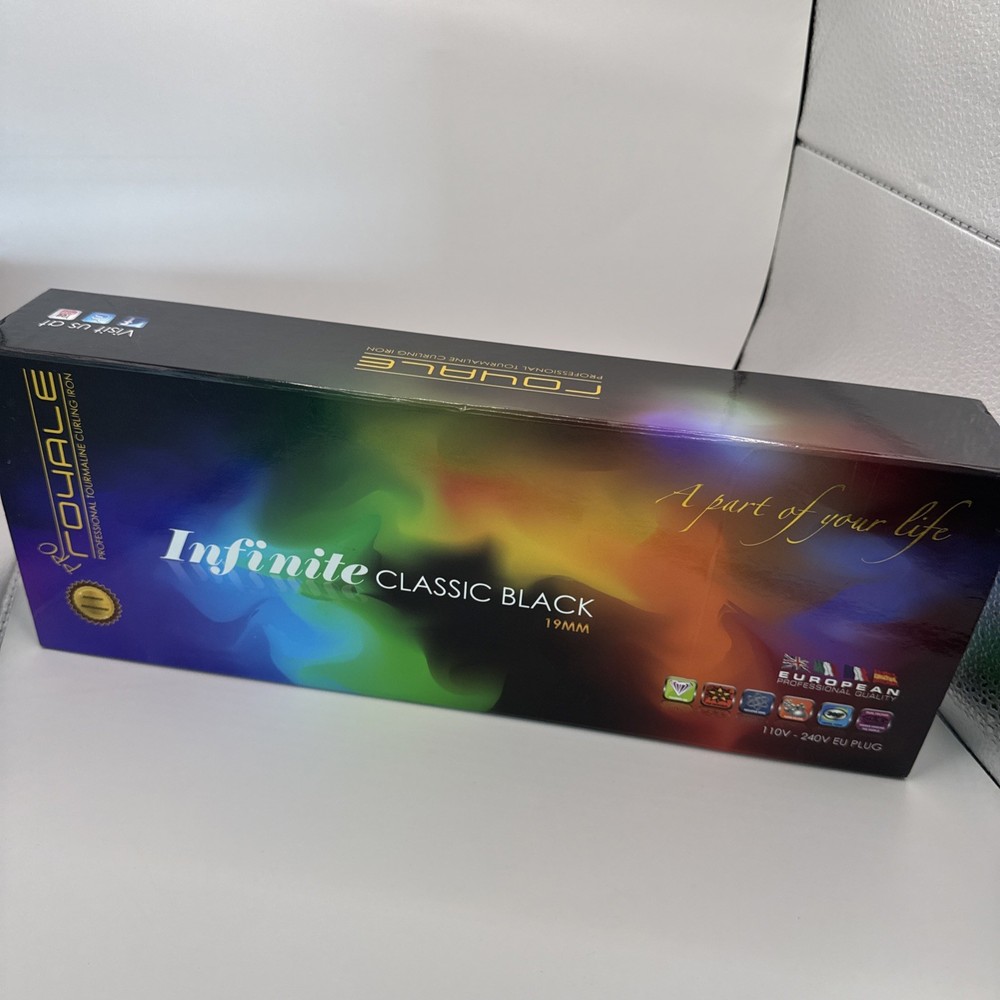 Visit us at
ROYALE
PROFESSIONAL TOURMALINE CURLING IRON
PRO
ROYALE
PROFESSIONAL TOURMALINE CURLING IRON
A part of your life
Infinite CLASSIC BLACK
19MM
EUROPEAN
PROFESSIONAL QUALITY
110V - 240V EU PLUG